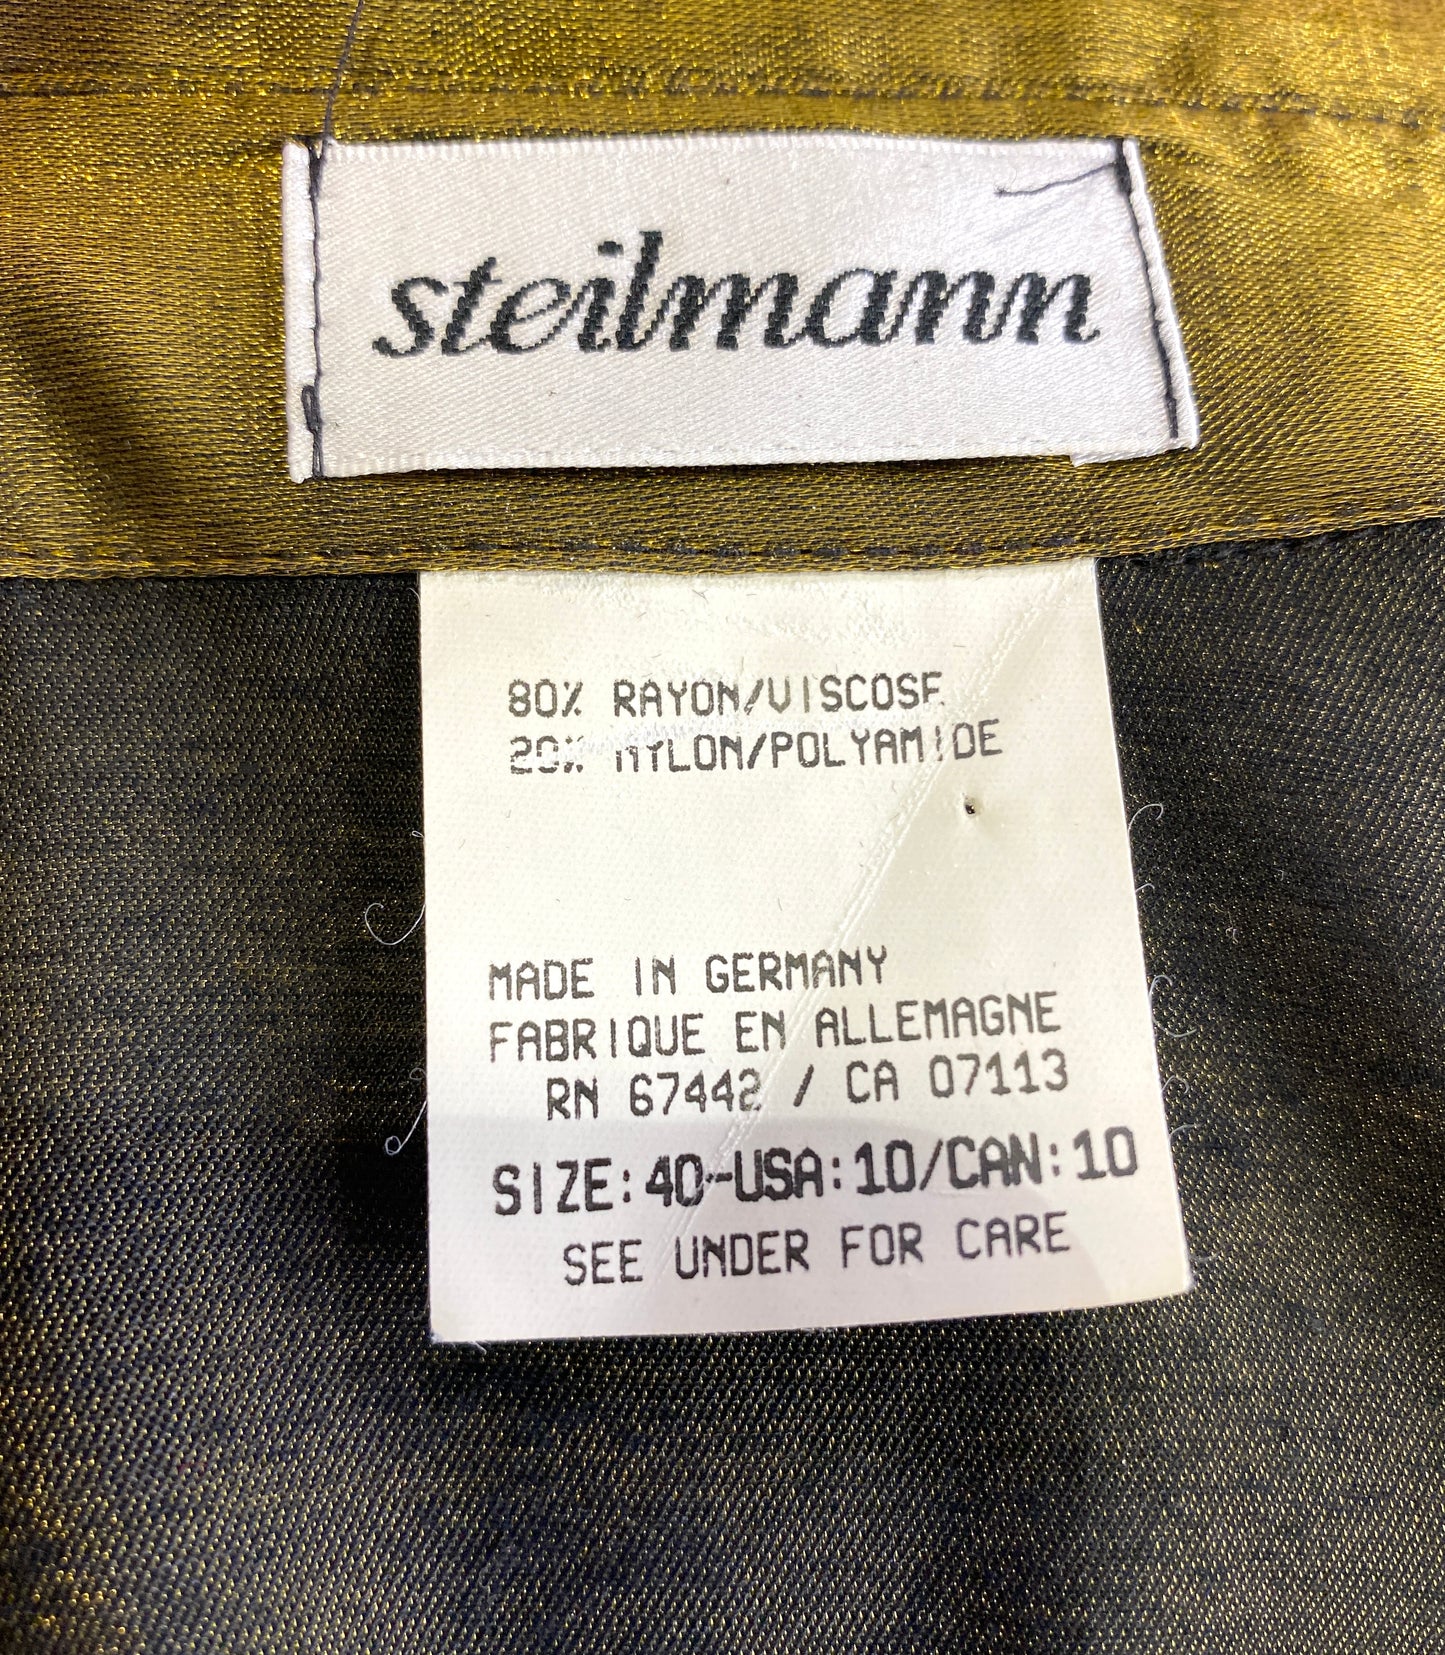 steilmann
80% RAYON/VISCOSE
20% NYLON/POLYAMIDE
MADE IN GERMANY
FABRIQUE EN ALLEMAGNE
RN 67442 / CA 07113
SIZE:40-USA:10/CAN:10
SEE UNDER FOR CARE